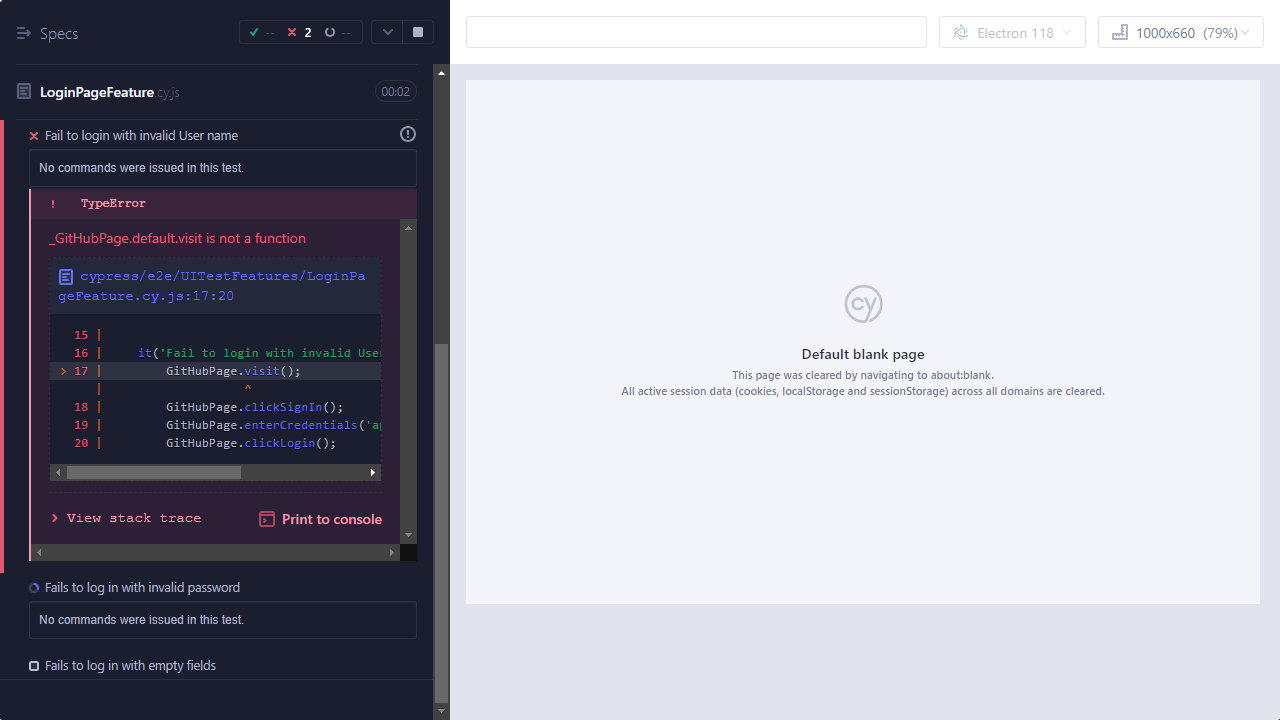 Specs
-- 2 --
LoginPageFeature.cy.js 00:02
Fail to login with invalid User name
No commands were issued in this test.
! TypeError
_GitHubPage.default.visit is not a function
cypress/e2e/UITestFeatures/LoginPa
geFeature.cy.js:17:20
15 |
16 | it('Fail to login with invalid User
> 17 | GitHubPage.visit();
| ^
18 | GitHubPage.clickSignIn();
19 | GitHubPage.enterCredentials('ap
20 | GitHubPage.clickLogin();
> View stack trace
Print to console
Fails to log in with invalid password
No commands were issued in this test.
Fails to log in with empty fields
Electron 118
1000x660 (79%)
cy
Default blank page
This page was cleared by navigating to about:blank.
All active session data (cookies, localStorage and sessionStorage) across all domains are cleared.